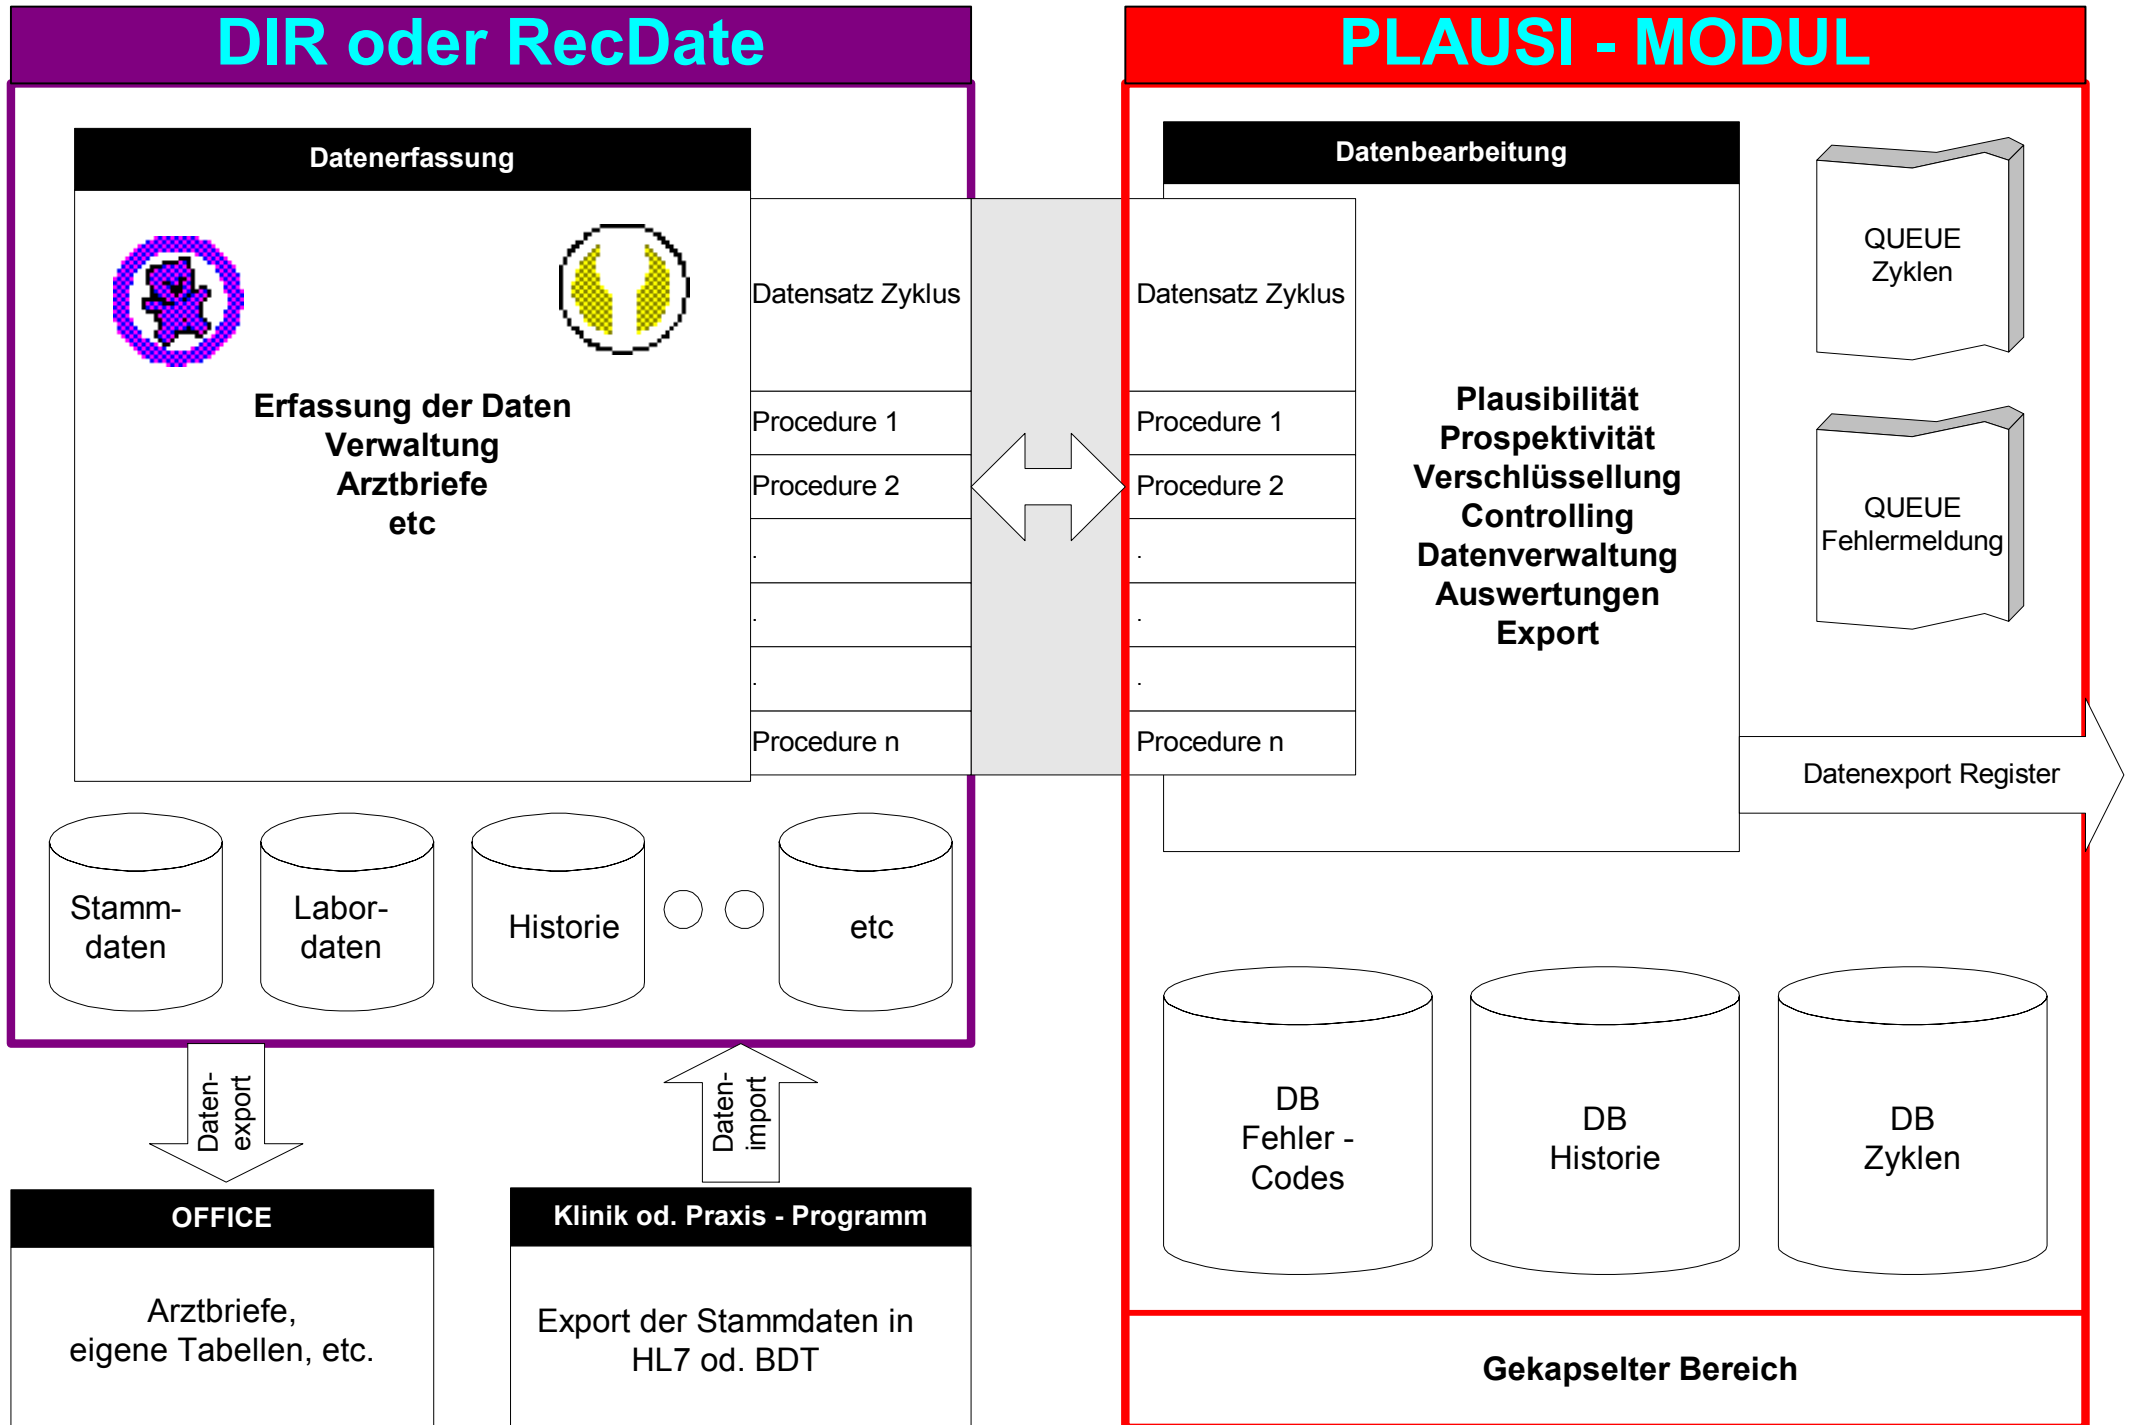 DIR oder RecDate
Datenerfassung
Erfassung der Daten
Verwaltung
Arztbriefe
etc
Datensatz Zyklus
Procedure 1
Procedure 2
.
.
.
Procedure n
Stamm-
daten
Labor-
daten
Historie
etc
Daten-
export
Daten-
import
OFFICE
Arztbriefe,
eigene Tabellen, etc.
Klinik od. Praxis - Programm
Export der Stammdaten in
HL7 od. BDT
PLAUSI - MODUL
Datenbearbeitung
Datensatz Zyklus
Procedure 1
Procedure 2
.
.
.
Procedure n
Plausibilität
Prospektivität
Verschlüssellung
Controlling
Datenverwaltung
Auswertungen
Export
QUEUE
Zyklen
QUEUE
Fehlermeldung
Datenexport Register
DB
Fehler -
Codes
DB
Historie
DB
Zyklen
Gekapselter Bereich